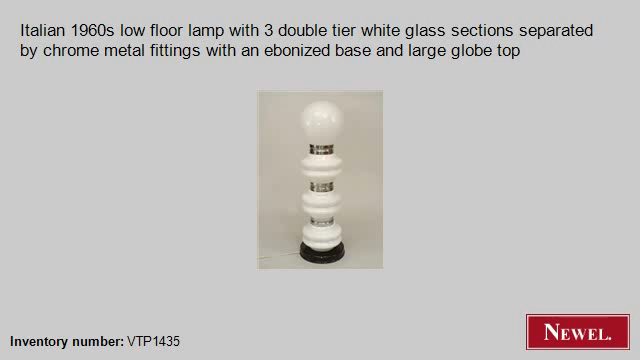 Italian 1960s low floor lamp with 3 double tier white glass sections separated
by chrome metal fittings with an ebonized base and large globe top
Inventory number: VTP1435
NEWEL.